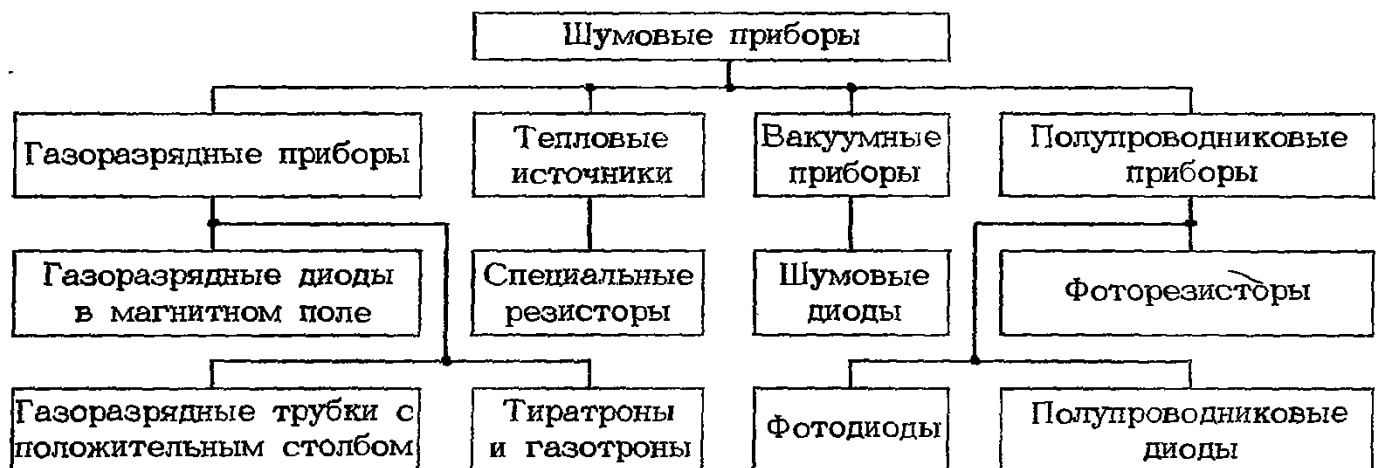 Шумовые приборы
Газоразрядные приборы
Тепловые
источники
Вакуумные
приборы
Полупроводниковые
приборы
Газоразрядные диоды
в магнитном поле
Специальные
резисторы
Шумовые
диоды
Фоторезисторы
Газоразрядные трубки с
положительным столбом
Тиратроны
и газотроны
Фотодиоды
Полупроводниковые
диоды